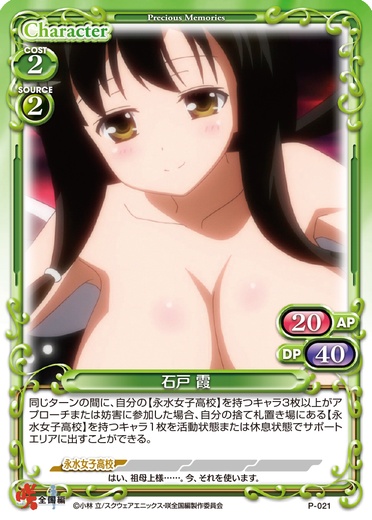 Precious Memories
Character
COST
2
SOURCE
2
20 AP
DP 40
石戸 霞
同じターンの間に、自分の【永水女子高校】を持つキャラ3枚以上がア
プローチまたは妨害に参加した場合、自分の捨て札置き場にある【永
水女子高校】を持つキャラ1枚を活動状態または休息状態でサポート
エリアに出すことができる。
永水女子高校
はい、祖母上様……、今、それを使います。
咲 全国編
©小林 立/スクウェアエニックス・咲全国編製作委員会
P-021